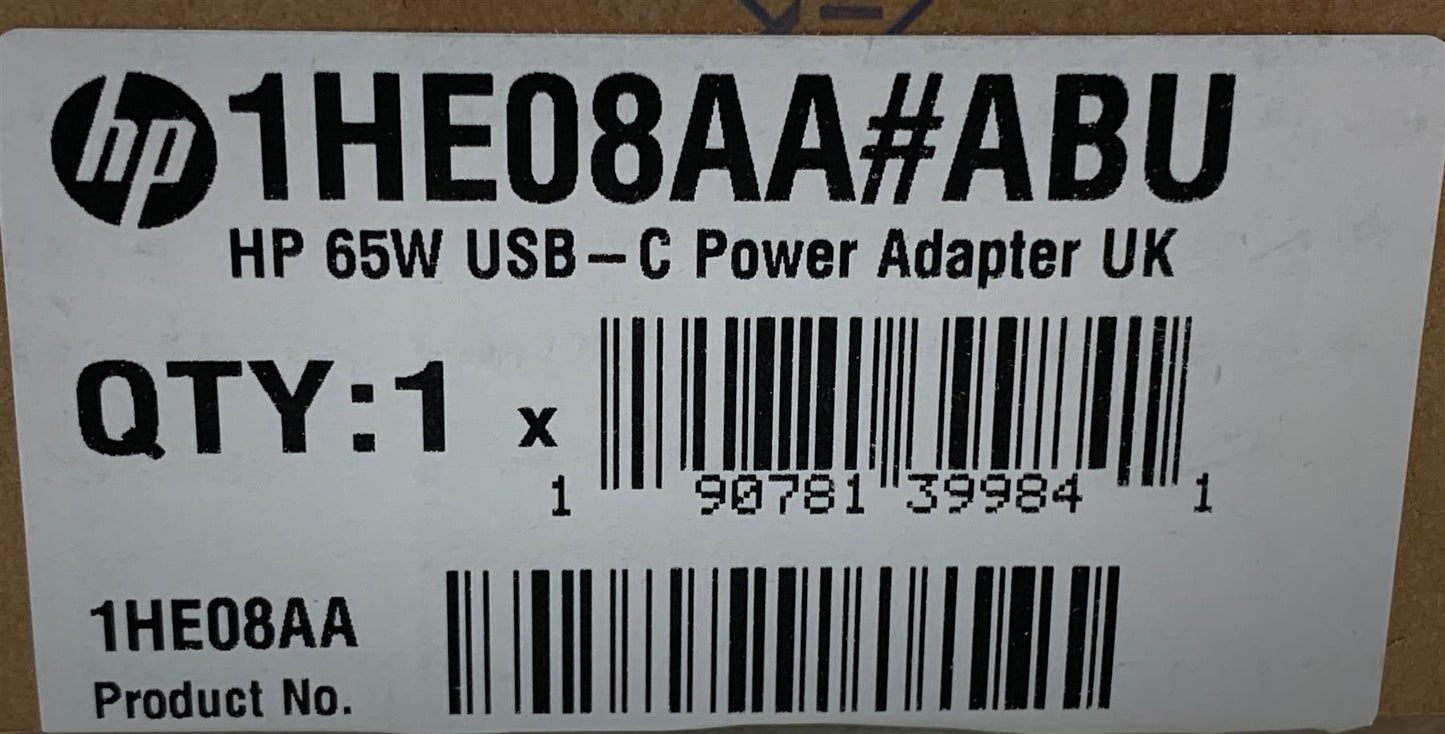 hp 1HE08AA#ABU
HP 65W USB-C Power Adapter UK
QTY:1 x
1 90781 39984 1
1HE08AA
Product No.